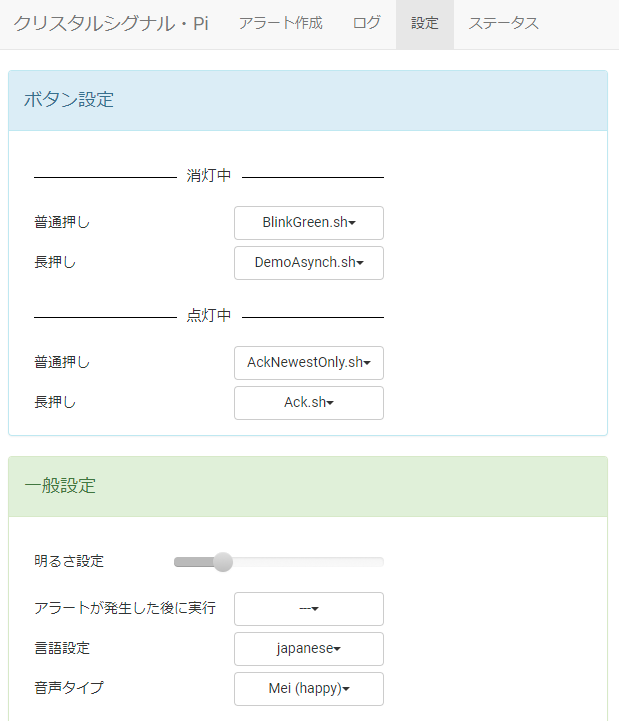 クリスタルシグナル・Pi アラート作成 ログ 設定 ステータス
ボタン設定
消灯中
普通押し BlinkGreen.sh
長押し DemoAsynch.sh
点灯中
普通押し AckNewestOnly.sh
長押し Ack.sh
一般設定
明るさ設定
アラートが発生した後に実行 ---
言語設定 japanese
音声タイプ Mei (happy)